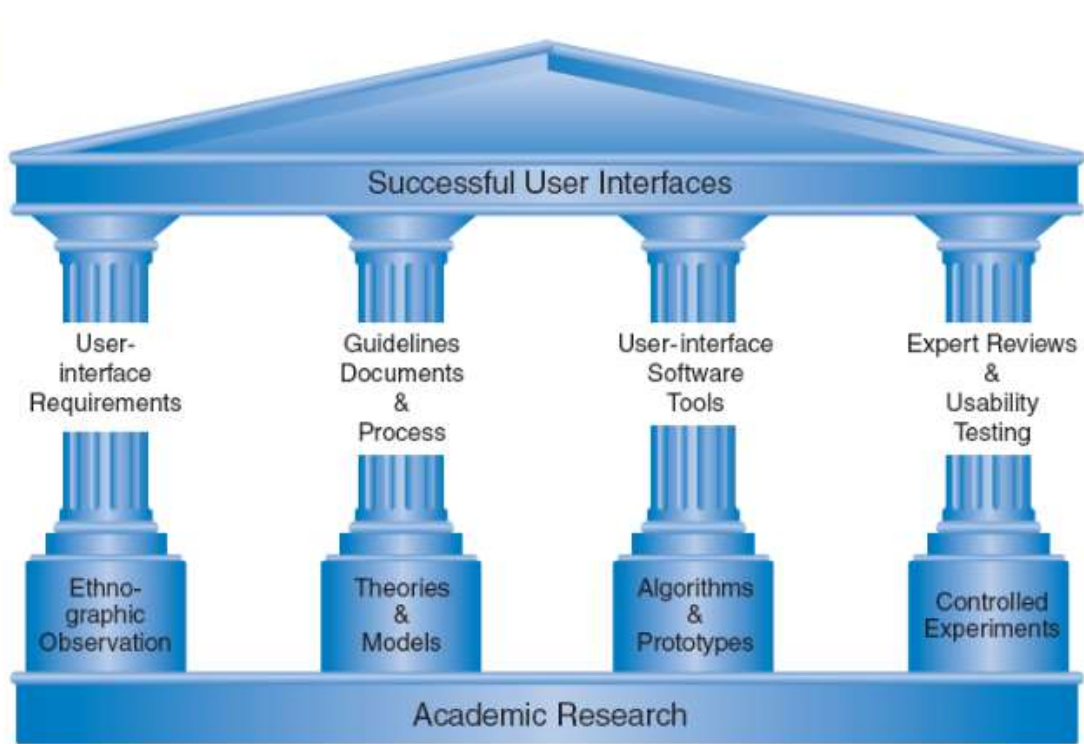 Successful User Interfaces
User-
interface
Requirements
Guidelines
Documents
&
Process
User-interface
Software
Tools
Expert Reviews
&
Usability
Testing
Ethno-
graphic
Observation
Theories
&
Models
Algorithms
&
Prototypes
Controlled
Experiments
Academic Research